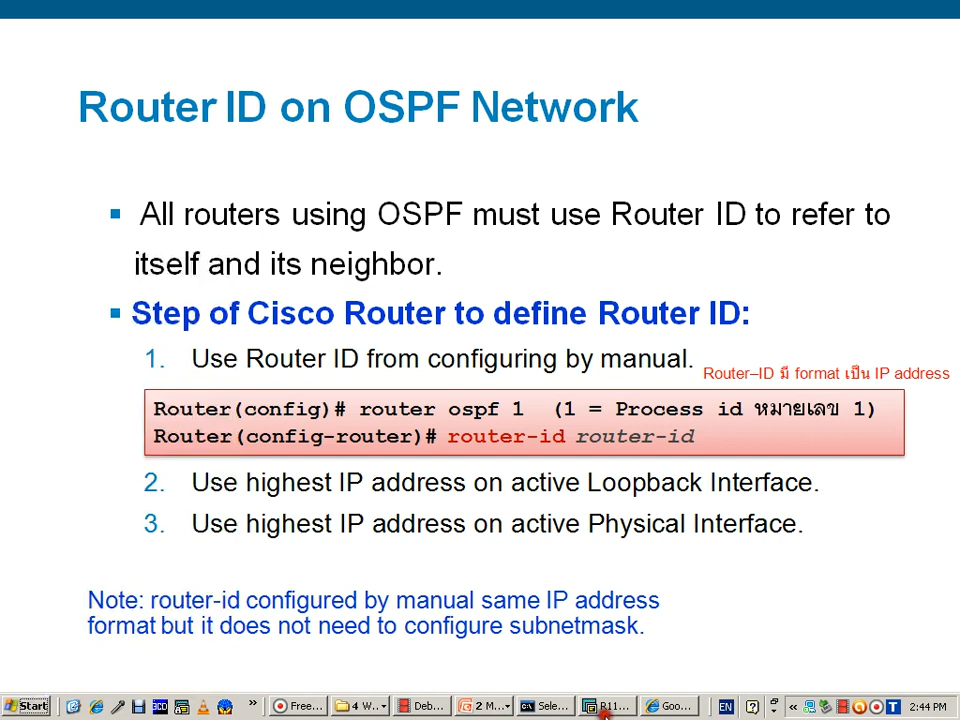 Router ID on OSPF Network
All routers using OSPF must use Router ID to refer to
itself and its neighbor.
Step of Cisco Router to define Router ID:
1. Use Router ID from configuring by manual.
Router–ID มี format เป็น IP address
Router(config)# router ospf 1 (1 = Process id หมายเลข 1)
Router(config-router)# router-id router-id
2. Use highest IP address on active Loopback Interface.
3. Use highest IP address on active Physical Interface.
Note: router-id configured by manual same IP address
format but it does not need to configure subnetmask.
Start » Free... 4 W... Deb... 2 M... Sele... R11... Goo... EN « 2:44 PM